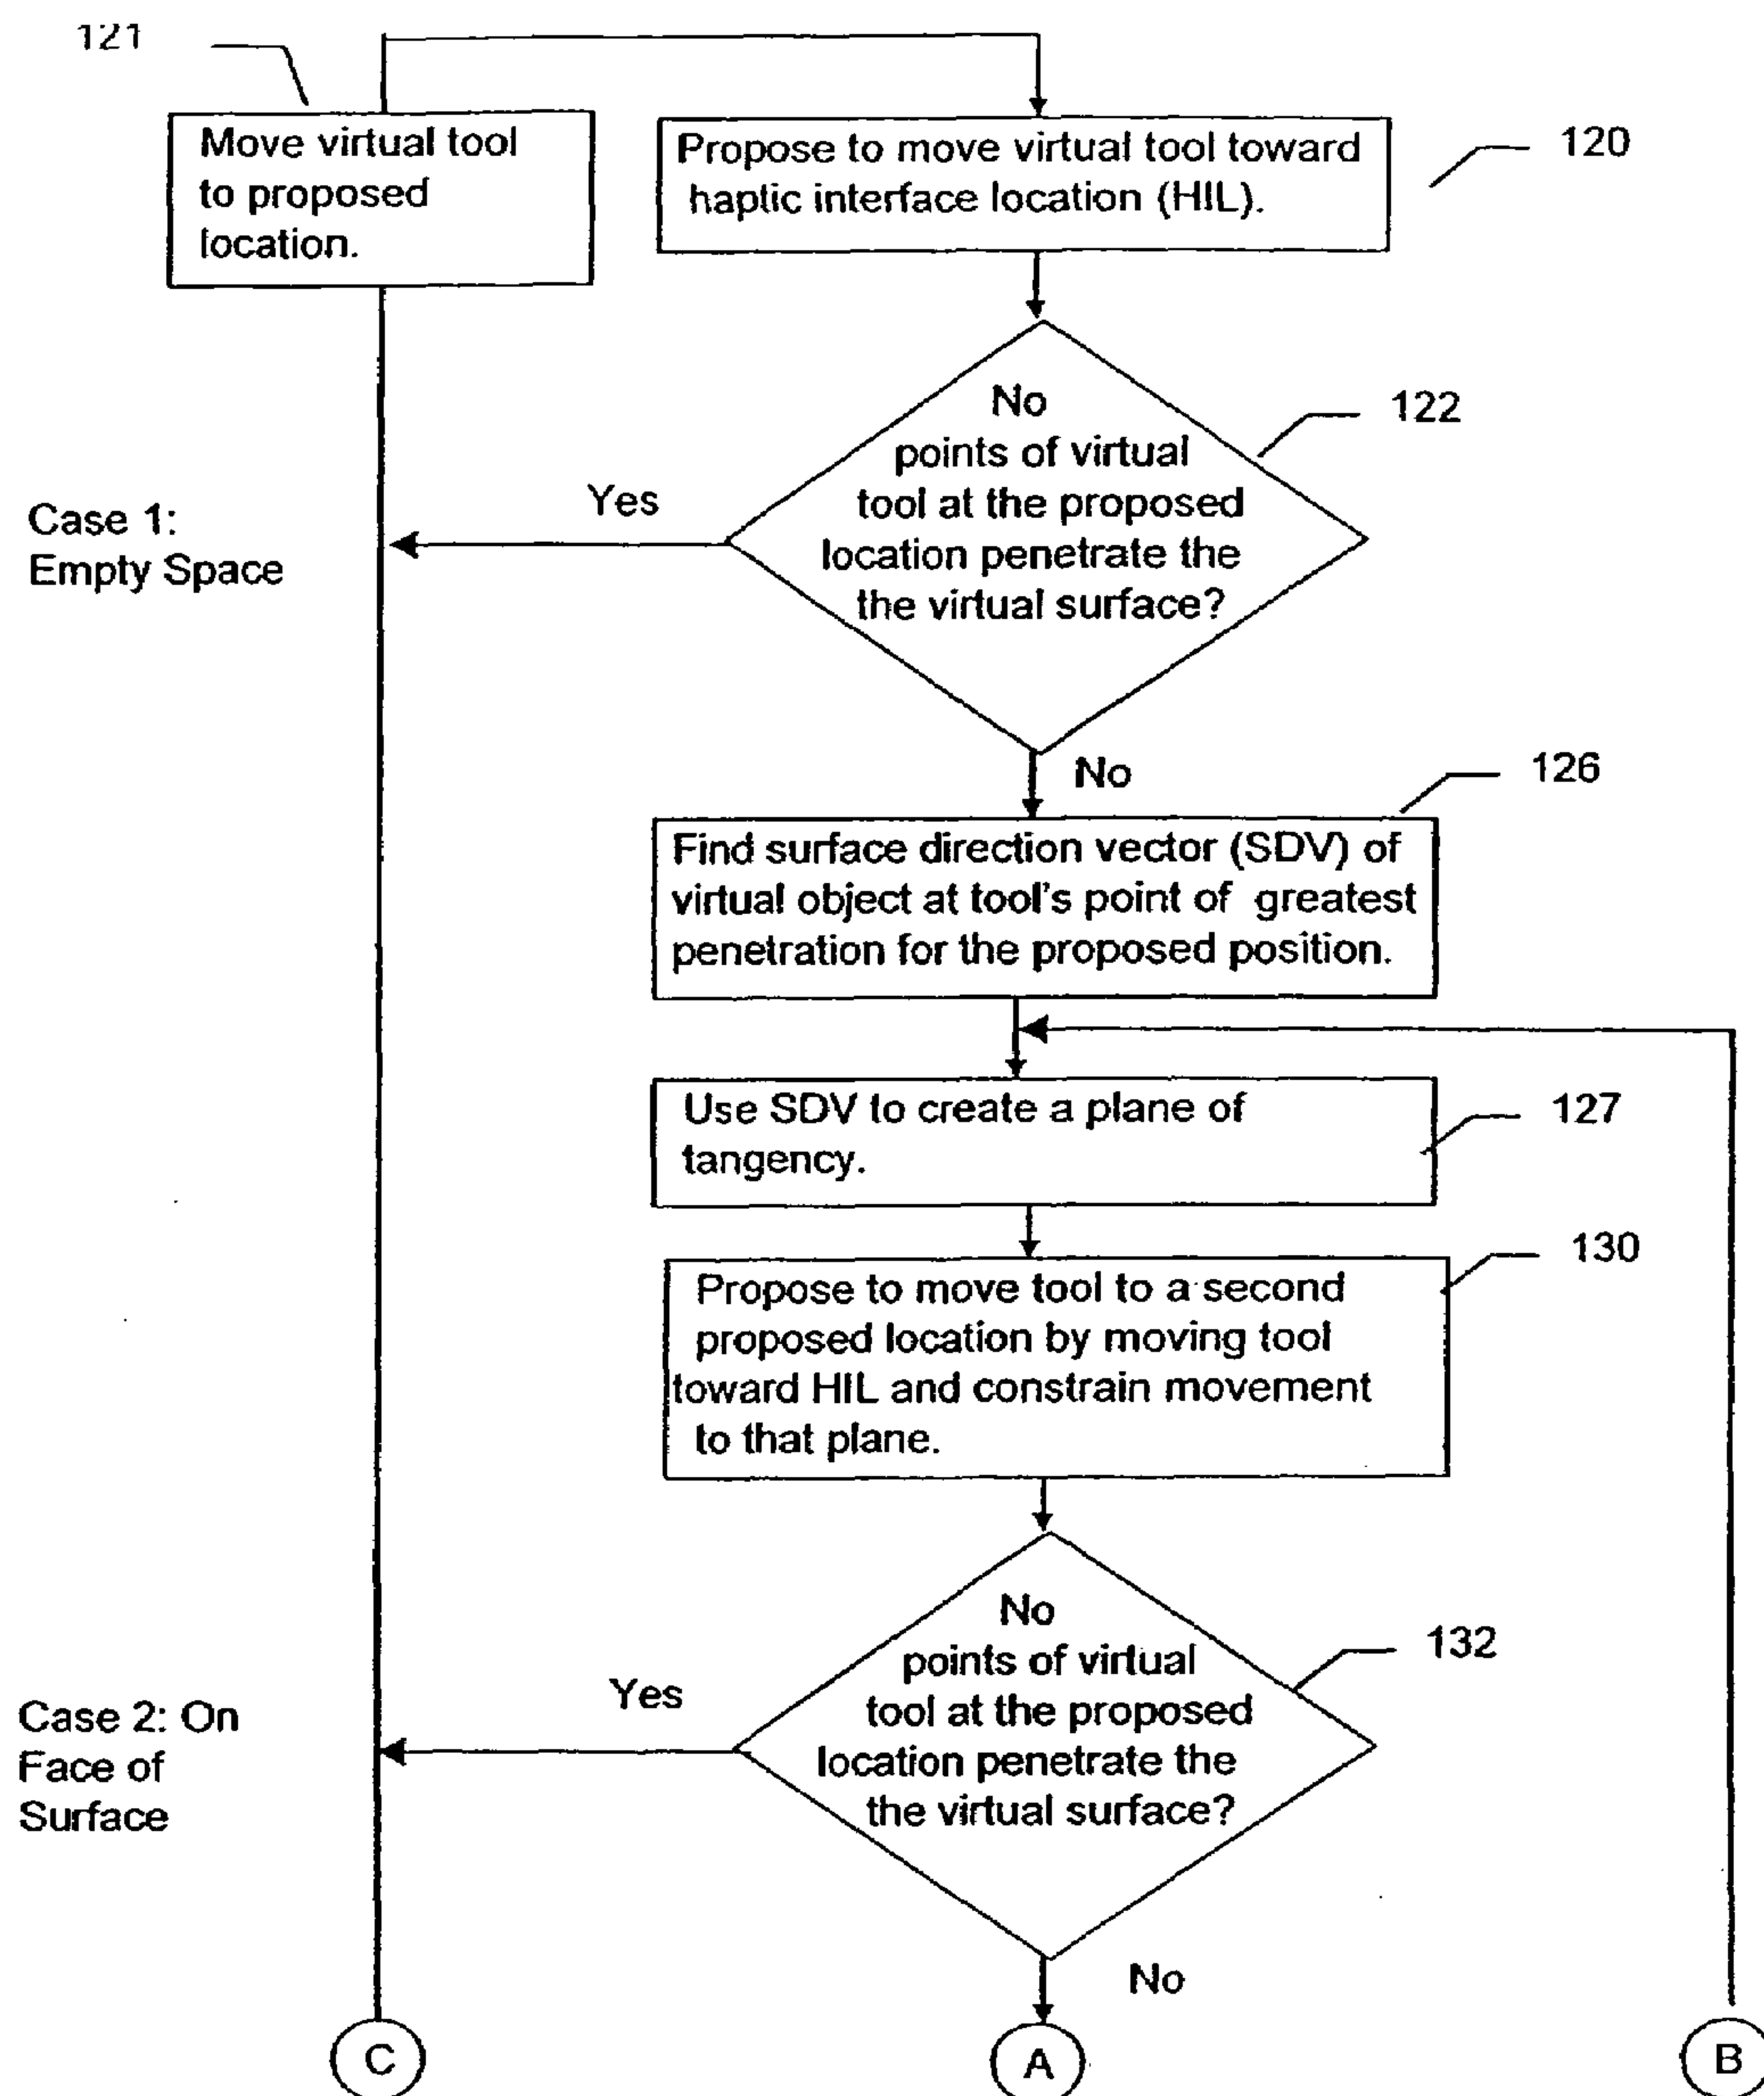 121
Move virtual tool
to proposed
location.
Propose to move virtual tool toward
haptic interface location (HIL).
120
No
points of virtual
tool at the proposed
location penetrate the
the virtual surface?
122
Yes
Case 1:
Empty Space
No
126
Find surface direction vector (SDV) of
virtual object at tool's point of greatest
penetration for the proposed position.
Use SDV to create a plane of
tangency.
127
130
Propose to move tool to a second
proposed location by moving tool
toward HIL and constrain movement
to that plane.
No
points of virtual
tool at the proposed
location penetrate the
the virtual surface?
132
Yes
Case 2: On
Face of
Surface
No
C
A
B